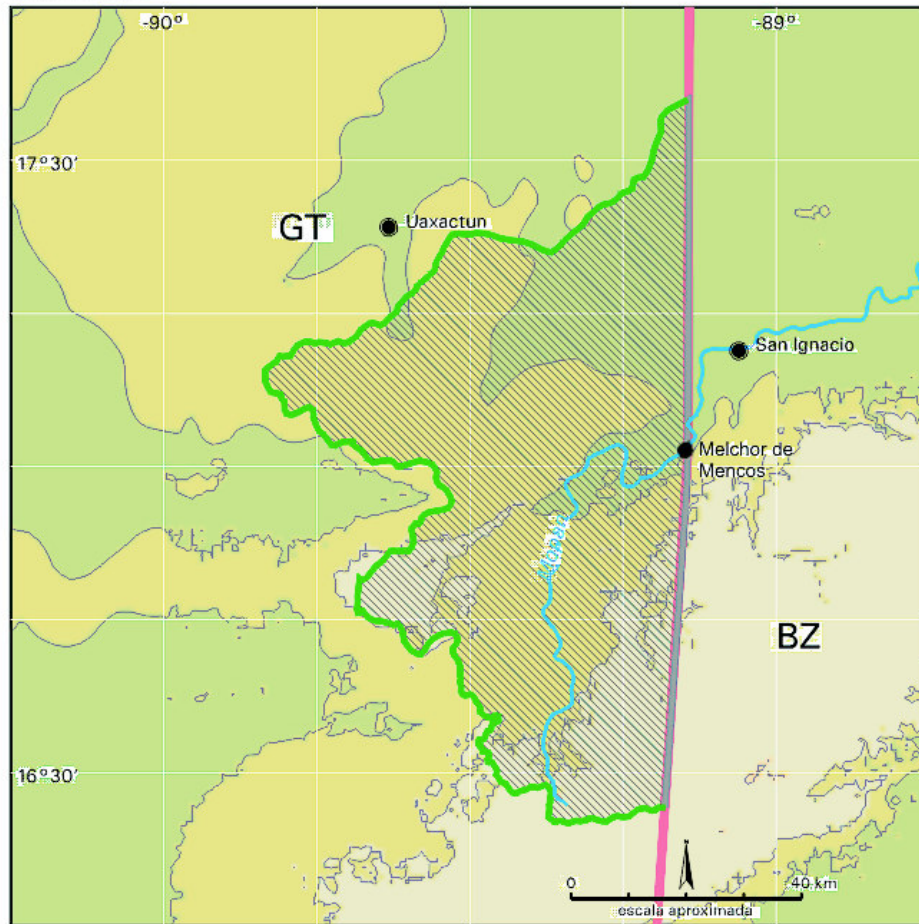 -90°
-89°
17°30'
GT
Uaxactun
San Ignacio
Melchor de
Mencos
Mopan
BZ
16°30'
0
40 km
escala aproximada